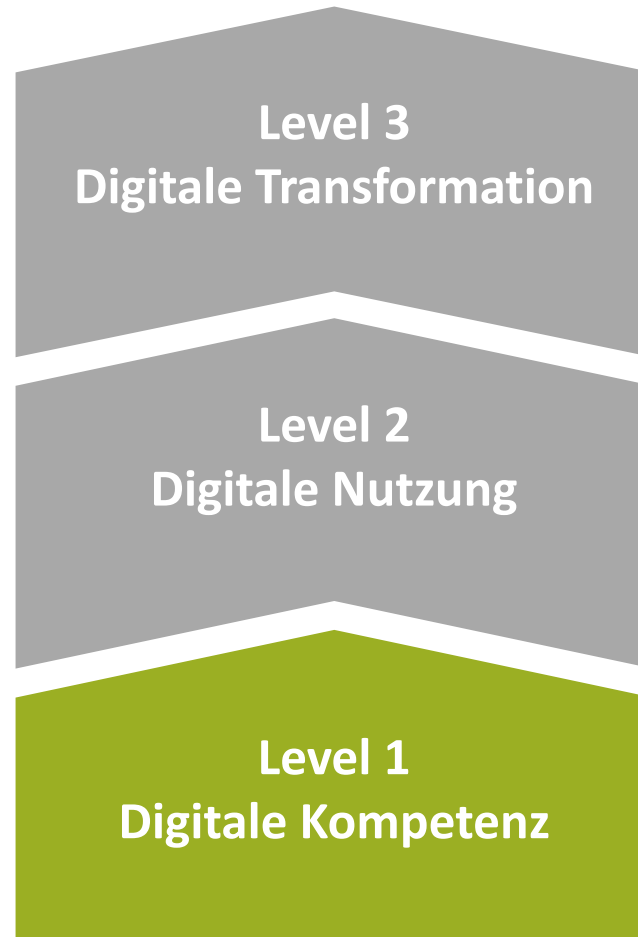 Level 3
Digitale Transformation
Level 2
Digitale Nutzung
Level 1
Digitale Kompetenz